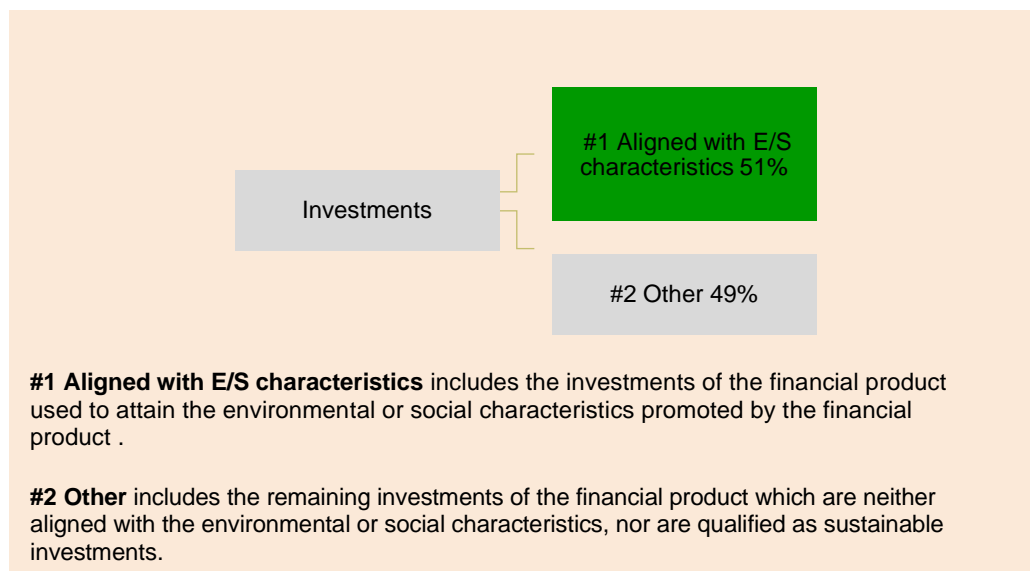 #1 Aligned with E/S
characteristics 51%
Investments
#2 Other 49%
#1 Aligned with E/S characteristics includes the investments of the financial product
used to attain the environmental or social characteristics promoted by the financial
product .
#2 Other includes the remaining investments of the financial product which are neither
aligned with the environmental or social characteristics, nor are qualified as sustainable
investments.